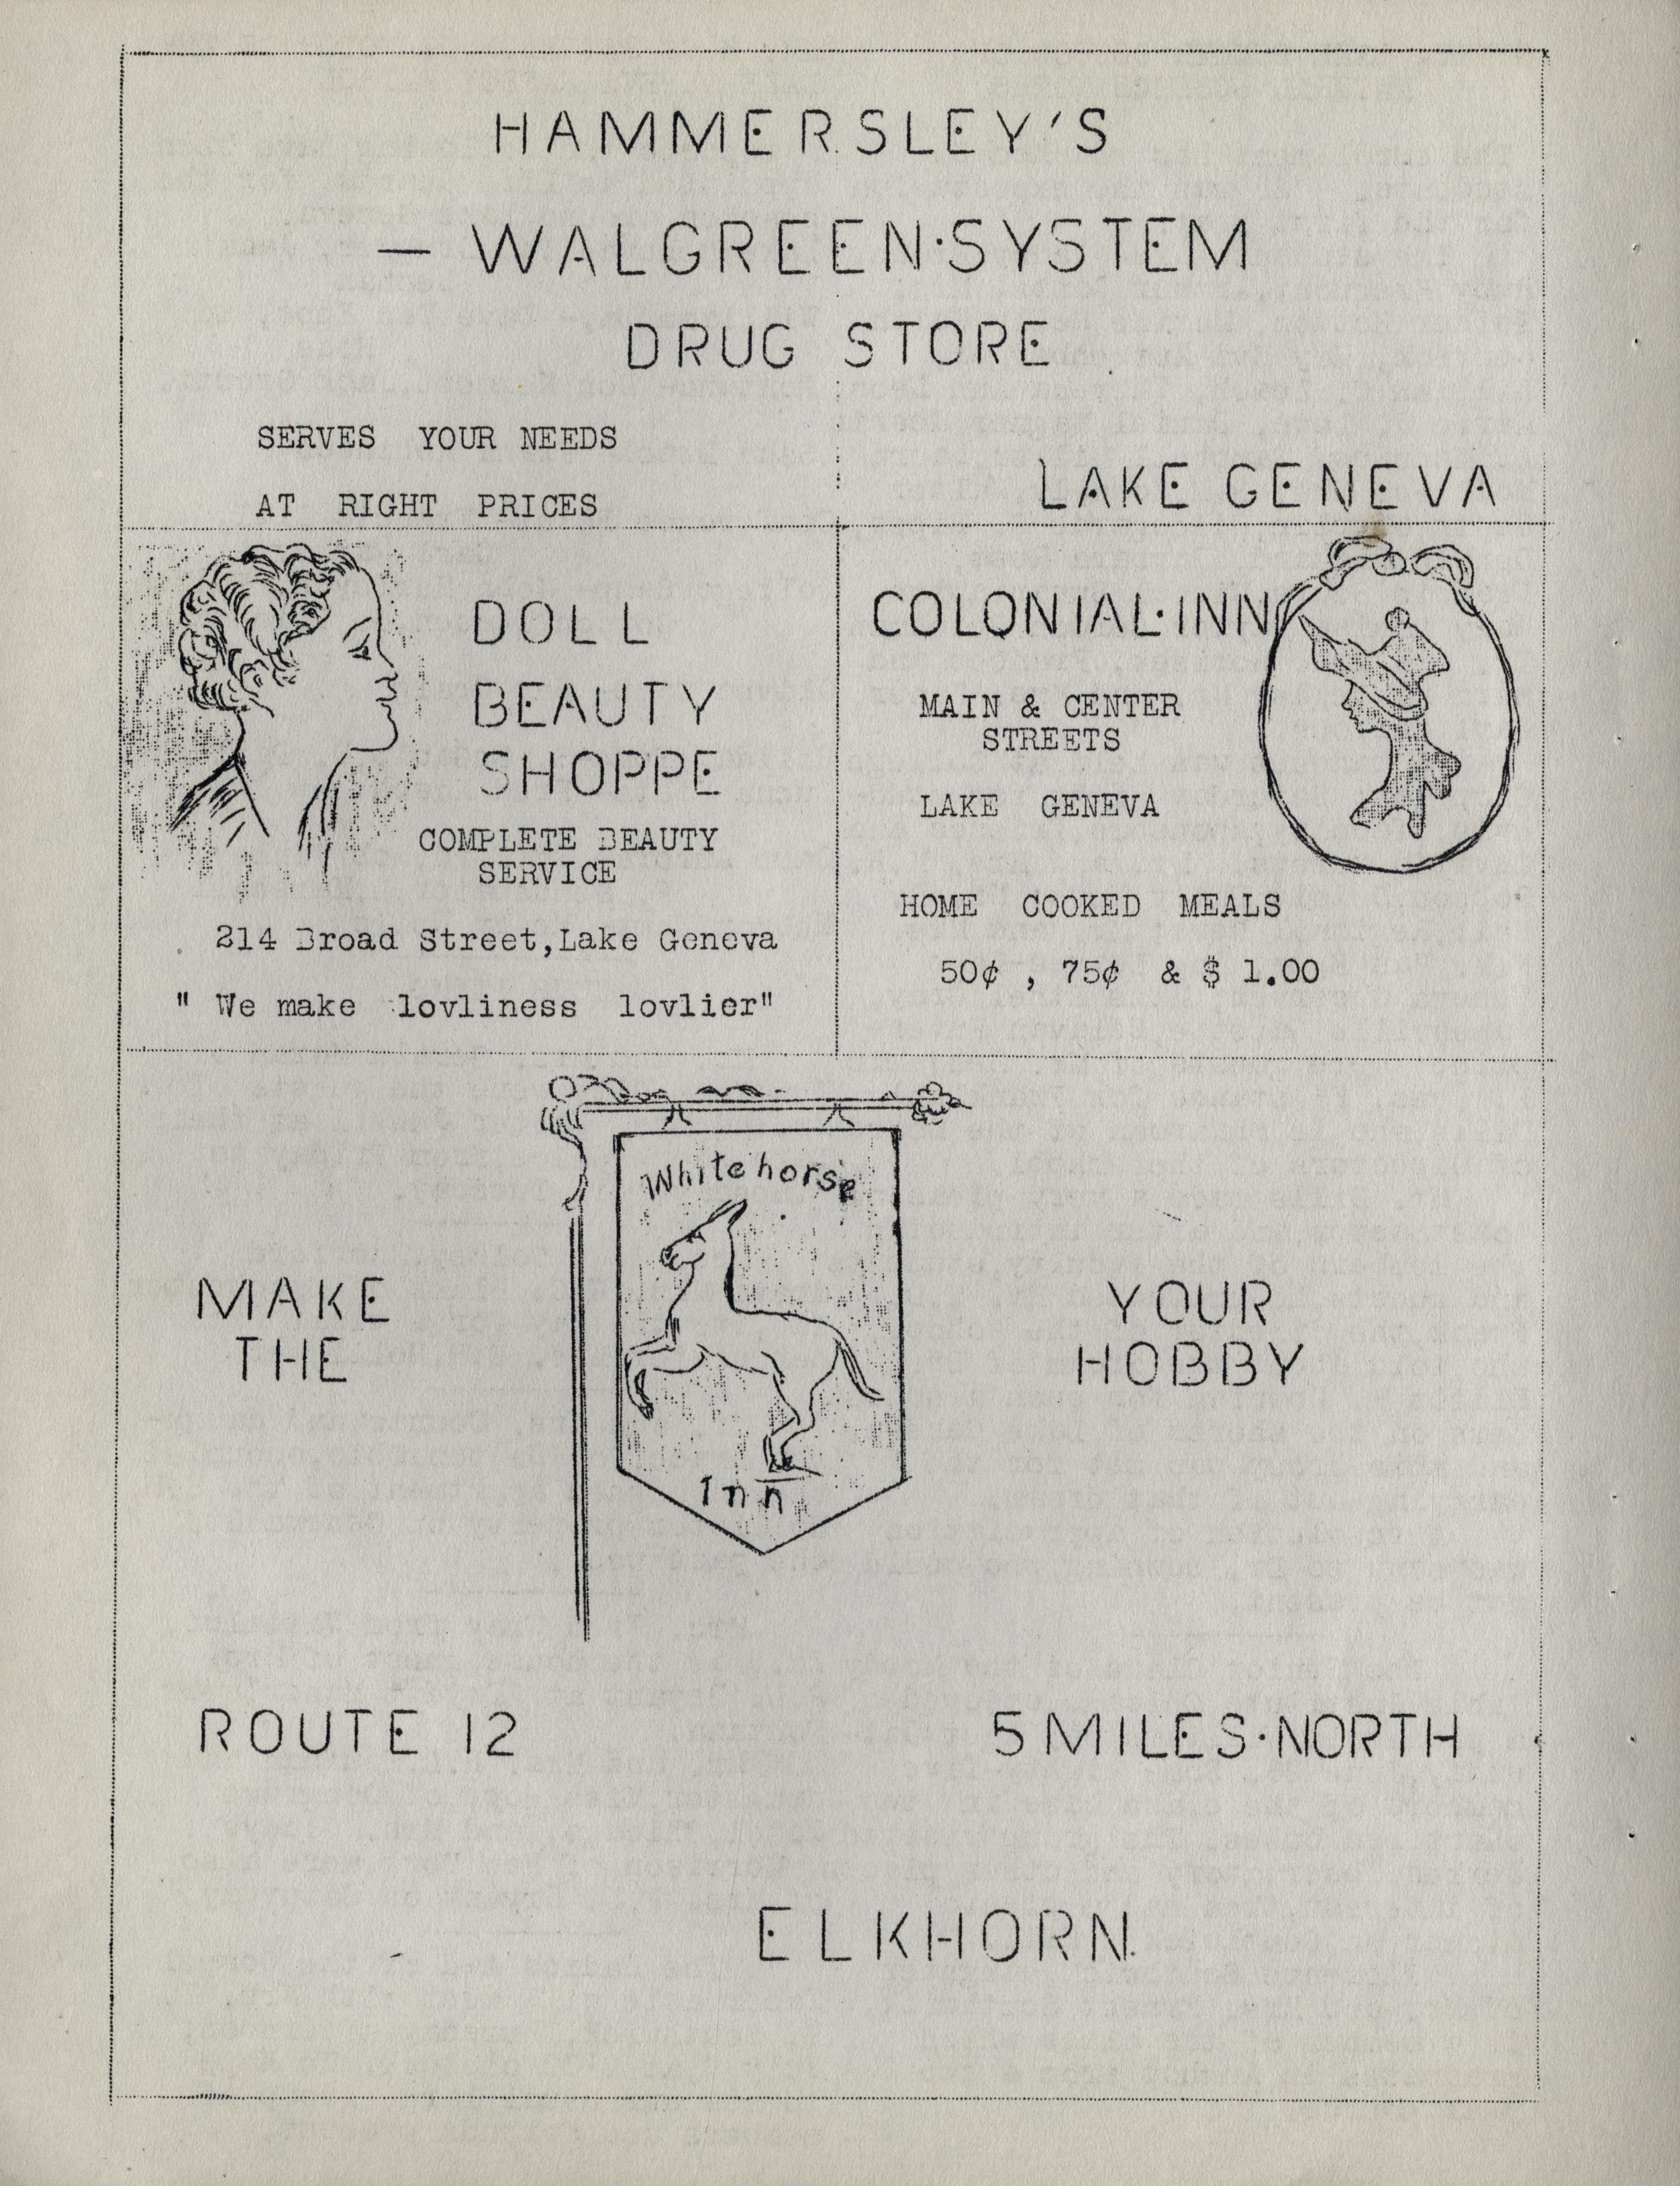 HAMMERSLEY'S
— WALGREEN·SYSTEM
DRUG STORE
SERVES YOUR NEEDS
AT RIGHT PRICES
LAKE GENEVA
DOLL
BEAUTY
SHOPPE
COMPLETE BEAUTY
SERVICE
214 Broad Street,Lake Geneva
" We make lovliness lovlier"
COLONIAL·INN
MAIN & CENTER
STREETS
LAKE GENEVA
HOME COOKED MEALS
50¢ , 75¢ & $ 1.00
Whitehorse
Inn
MAKE
THE
YOUR
HOBBY
ROUTE 12
5 MILES·NORTH
ELKHORN